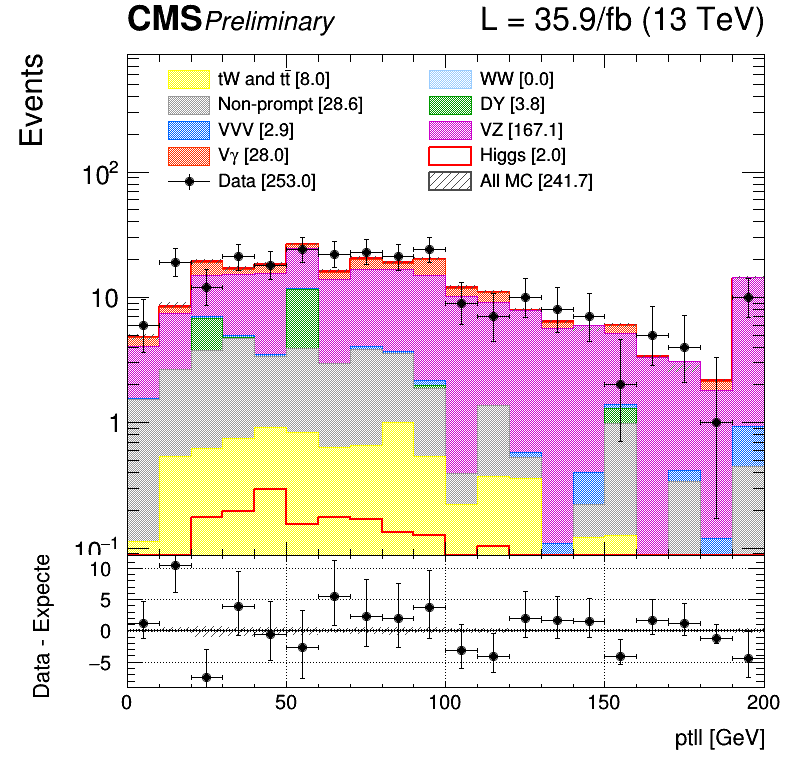 CMS Preliminary L = 35.9/fb (13 TeV)
Events
tW and tt̄ [8.0]
WW [0.0]
Non-prompt [28.6]
DY [3.8]
VVV [2.9]
VZ [167.1]
Vγ [28.0]
Higgs [2.0]
Data [253.0]
All MC [241.7]
10²
10
1
10⁻¹
Data - Expecte
10
5
0
−5
0 50 100 150 200
ptll [GeV]